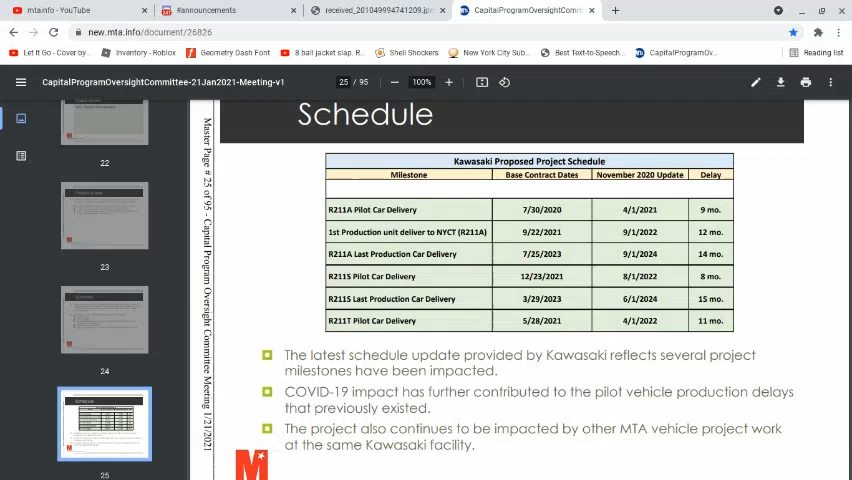 mtainfo - YouTube
#announcements
received_201049994741209.jpe
CapitalProgramOversightComm
new.mta.info/document/26826
Let It Go - Cover by...
Inventory - Roblox
Geometry Dash Font
8 ball jacket slap. R...
Shell Shockers
New York City Sub...
Best Text-to-Speech...
CapitalProgramOv...
Reading list
CapitalProgramOversightCommittee-21Jan2021-Meeting-v1
25 / 95
100%
22
23
24
25
Master Page # 25 of 95 - Capital Program Oversight Committee Meeting 1/21/2021
Schedule
Kawasaki Proposed Project Schedule
Milestone Base Contract Dates November 2020 Update Delay
R211A Pilot Car Delivery 7/30/2020 4/1/2021 9 mo.
1st Production unit deliver to NYCT (R211A) 9/22/2021 9/1/2022 12 mo.
R211A Last Production Car Delivery 7/25/2023 9/1/2024 14 mo.
R211S Pilot Car Delivery 12/23/2021 8/1/2022 8 mo.
R211S Last Production Car Delivery 3/29/2023 6/1/2024 15 mo.
R211T Pilot Car Delivery 5/28/2021 4/1/2022 11 mo.
The latest schedule update provided by Kawasaki reflects several project
milestones have been impacted.
COVID-19 impact has further contributed to the pilot vehicle production delays
that previously existed.
The project also continues to be impacted by other MTA vehicle project work
at the same Kawasaki facility.